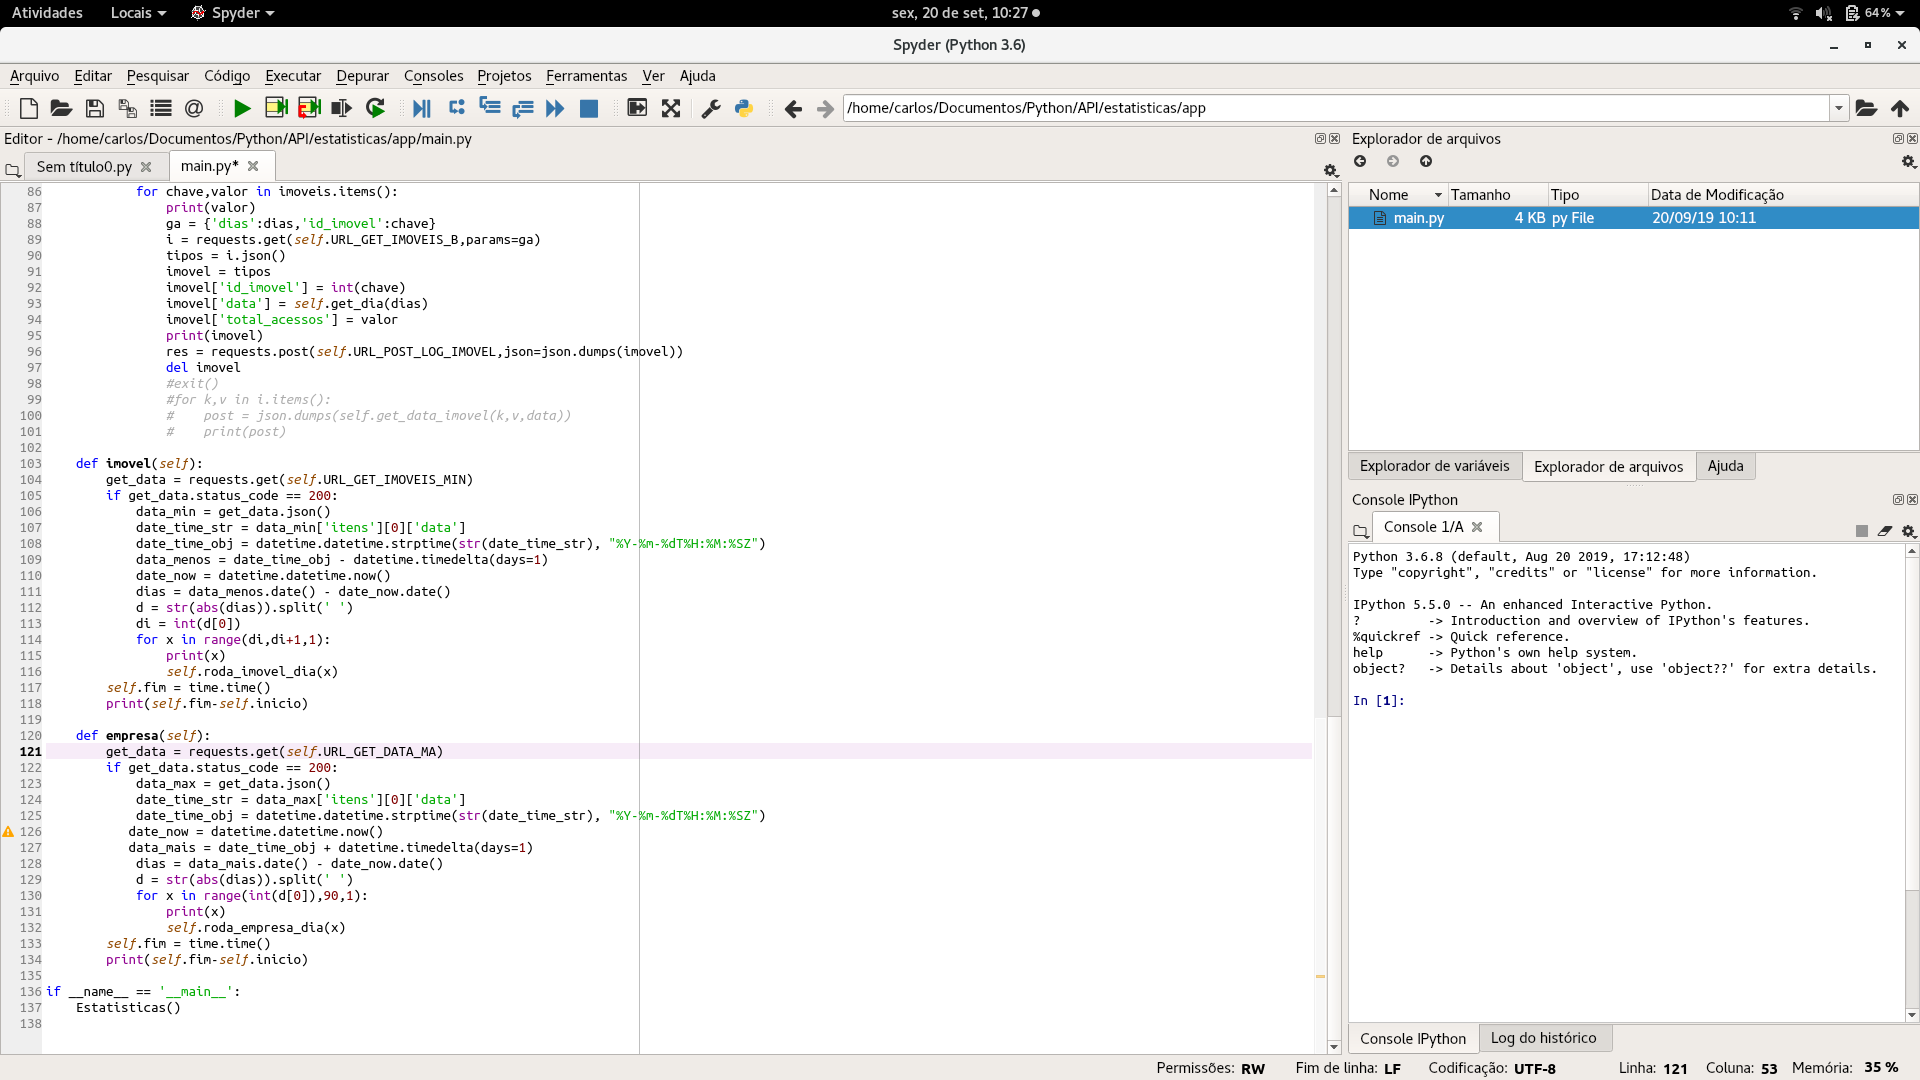 Atividades Locais Spyder sex, 20 de set, 10:27 64%
Spyder (Python 3.6)
Arquivo Editar Pesquisar Código Executar Depurar Consoles Projetos Ferramentas Ver Ajuda
/home/carlos/Documentos/Python/API/estatisticas/app
Editor - /home/carlos/Documentos/Python/API/estatisticas/app/main.py
Sem título0.py main.py*
86 for chave,valor in imoveis.items():
87 print(valor)
88 ga = {'dias':dias,'id_imovel':chave}
89 i = requests.get(self.URL_GET_IMOVEIS_B,params=ga)
90 tipos = i.json()
91 imovel = tipos
92 imovel['id_imovel'] = int(chave)
93 imovel['data'] = self.get_dia(dias)
94 imovel['total_acessos'] = valor
95 print(imovel)
96 res = requests.post(self.URL_POST_LOG_IMOVEL,json=json.dumps(imovel))
97 del imovel
98 #exit()
99 #for k,v in i.items():
100 #    post = json.dumps(self.get_data_imovel(k,v,data))
101 #    print(post)
102
103 def imovel(self):
104 get_data = requests.get(self.URL_GET_IMOVEIS_MIN)
105 if get_data.status_code == 200:
106 data_min = get_data.json()
107 date_time_str = data_min['itens'][0]['data']
108 date_time_obj = datetime.datetime.strptime(str(date_time_str), "%Y-%m-%dT%H:%M:%SZ")
109 data_menos = date_time_obj - datetime.timedelta(days=1)
110 date_now = datetime.datetime.now()
111 dias = data_menos.date() - date_now.date()
112 d = str(abs(dias)).split(' ')
113 di = int(d[0])
114 for x in range(di,di+1,1):
115 print(x)
116 self.roda_imovel_dia(x)
117 self.fim = time.time()
118 print(self.fim-self.inicio)
119
120 def empresa(self):
121 get_data = requests.get(self.URL_GET_DATA_MA)
122 if get_data.status_code == 200:
123 data_max = get_data.json()
124 date_time_str = data_max['itens'][0]['data']
125 date_time_obj = datetime.datetime.strptime(str(date_time_str), "%Y-%m-%dT%H:%M:%SZ")
126 date_now = datetime.datetime.now()
127 data_mais = date_time_obj + datetime.timedelta(days=1)
128 dias = data_mais.date() - date_now.date()
129 d = str(abs(dias)).split(' ')
130 for x in range(int(d[0]),90,1):
131 print(x)
132 self.roda_empresa_dia(x)
133 self.fim = time.time()
134 print(self.fim-self.inicio)
135
136 if __name__ == '__main__':
137 Estatisticas()
138
Explorador de arquivos
Nome Tamanho Tipo Data de Modificação
main.py 4 KB py File 20/09/19 10:11
Explorador de variáveis Explorador de arquivos Ajuda
Console IPython
Console 1/A
Python 3.6.8 (default, Aug 20 2019, 17:12:48)
Type "copyright", "credits" or "license" for more information.
IPython 5.5.0 -- An enhanced Interactive Python.
?         -> Introduction and overview of IPython's features.
%quickref -> Quick reference.
help      -> Python's own help system.
object?   -> Details about 'object', use 'object??' for extra details.
In [1]:
Console IPython Log do histórico
Permissões: RW Fim de linha: LF Codificação: UTF-8 Linha: 121 Coluna: 53 Memória: 35 %